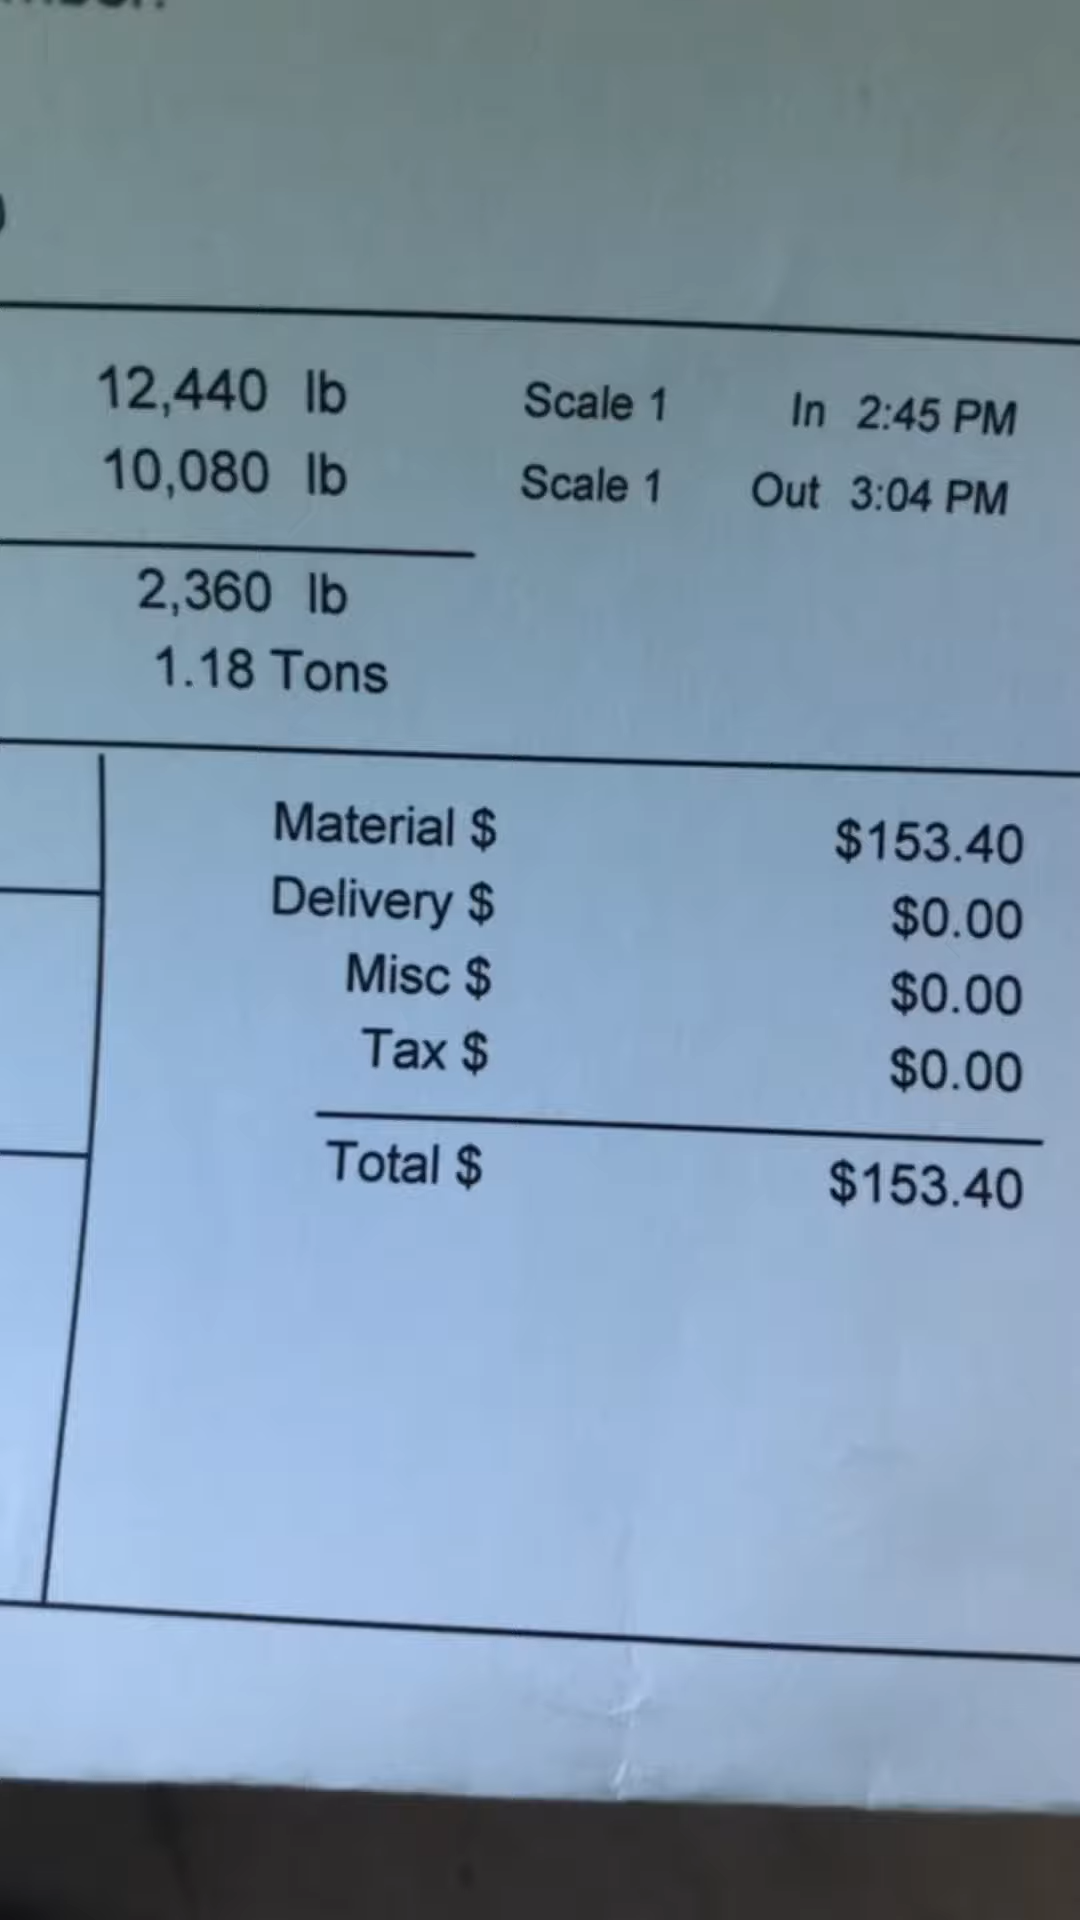 12,440 lb Scale 1 In 2:45 PM
10,080 lb Scale 1 Out 3:04 PM
2,360 lb
1.18 Tons
Material $ $153.40
Delivery $ $0.00
Misc $ $0.00
Tax $ $0.00
Total $ $153.40